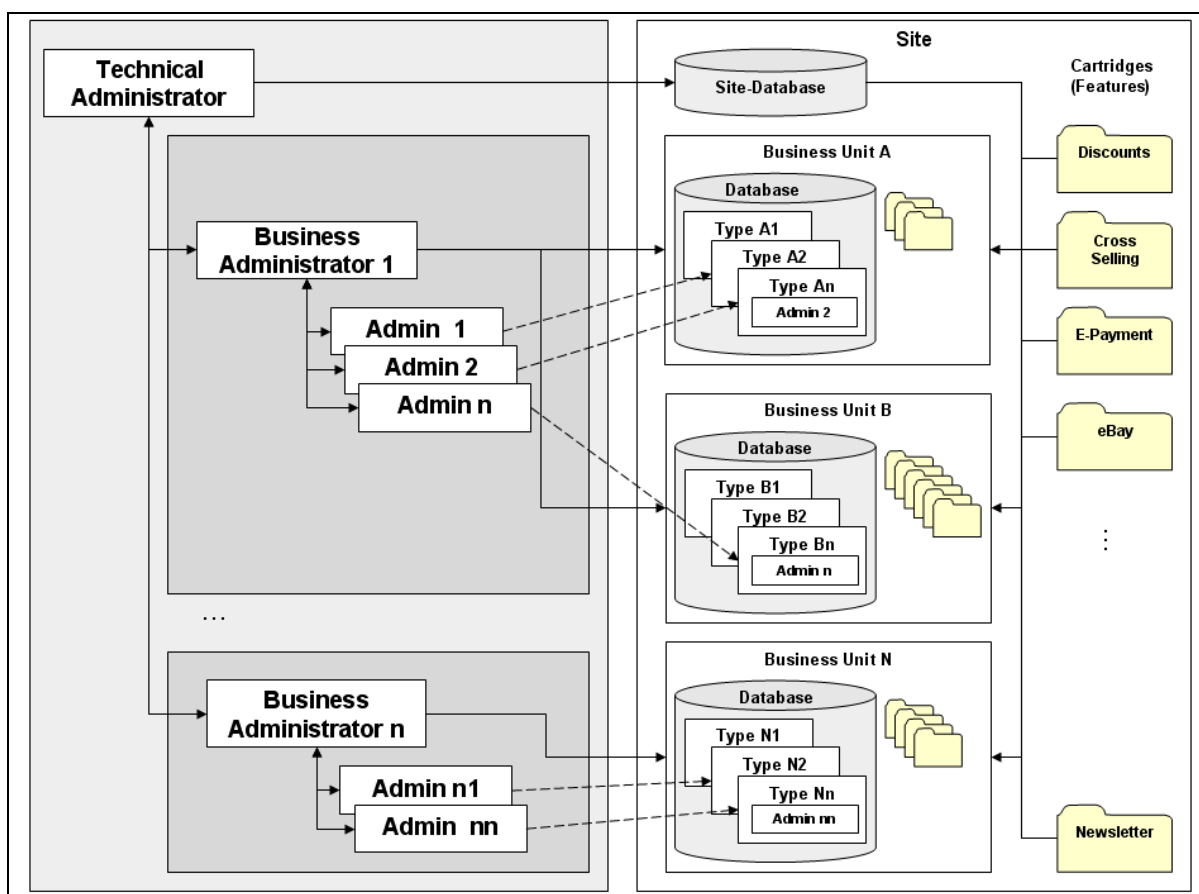 Technical
Administrator
Business
Administrator 1
Admin 1
Admin 2
Admin n
...
Business
Administrator n
Admin n1
Admin nn
Site
Site-Database
Cartridges
(Features)
Business Unit A
Database
Type A1
Type A2
Type An
Admin 2
Business Unit B
Database
Type B1
Type B2
Type Bn
Admin n
Business Unit N
Database
Type N1
Type N2
Type Nn
Admin nn
Discounts
Cross
Selling
E-Payment
eBay
...
Newsletter